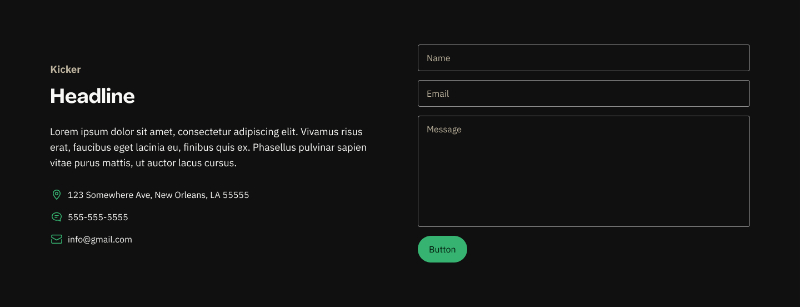 Kicker
Headline
Lorem ipsum dolor sit amet, consectetur adipiscing elit. Vivamus risus
erat, faucibus eget lacinia eu, finibus quis ex. Phasellus pulvinar sapien
vitae purus mattis, ut auctor lacus cursus.
123 Somewhere Ave, New Orleans, LA 55555
555-555-5555
info@gmail.com
Name
Email
Message
Button